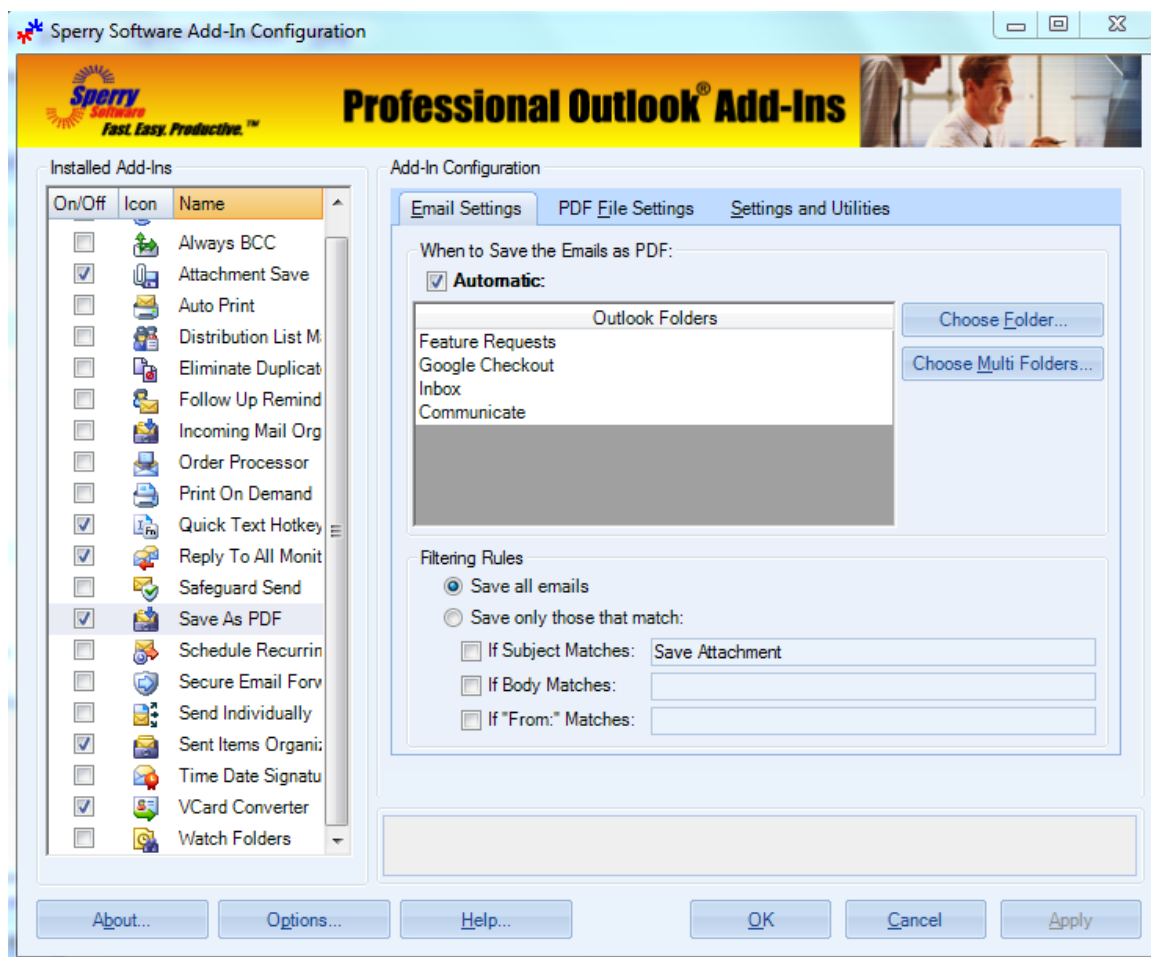 Sperry Software Add-In Configuration
Sperry
Software
Fast. Easy. Productive.™
Professional Outlook® Add-Ins
Installed Add-Ins
On/Off Icon Name
Always BCC
Attachment Save
Auto Print
Distribution List M
Eliminate Duplicat
Follow Up Remind
Incoming Mail Org
Order Processor
Print On Demand
Quick Text Hotkey
Reply To All Monit
Safeguard Send
Save As PDF
Schedule Recurrin
Secure Email Forw
Send Individually
Sent Items Organiz
Time Date Signatu
VCard Converter
Watch Folders
Add-In Configuration
Email Settings PDF File Settings Settings and Utilities
When to Save the Emails as PDF:
Automatic:
Outlook Folders
Feature Requests
Google Checkout
Inbox
Communicate
Choose Folder...
Choose Multi Folders...
Filtering Rules
Save all emails
Save only those that match:
If Subject Matches: Save Attachment
If Body Matches:
If "From:" Matches:
About... Options... Help... OK Cancel Apply